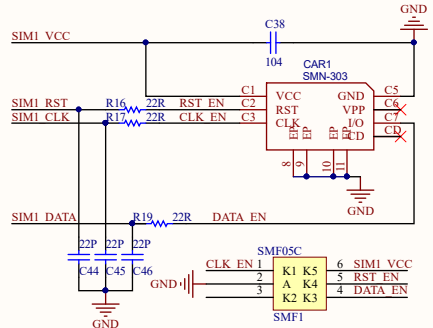 GND
C38
SIM1_VCC
104
CAR1
SMN-303
C1 VCC GND C5
SIM1_RST R16 22R RST_EN C2 RST VPP C6
SIM1_CLK R17 22R CLK_EN C3 CLK I/O C7
CD CD
EP EP EP EP
8 9 10 11
GND
SIM1_DATA R19 22R DATA_EN
22P 22P 22P
C44 C45 C46
GND
SMF05C
CLK_EN 1 K1 K5 6 SIM1_VCC
GND 2 A K4 5 RST_EN
3 K2 K3 4 DATA_EN
SMF1